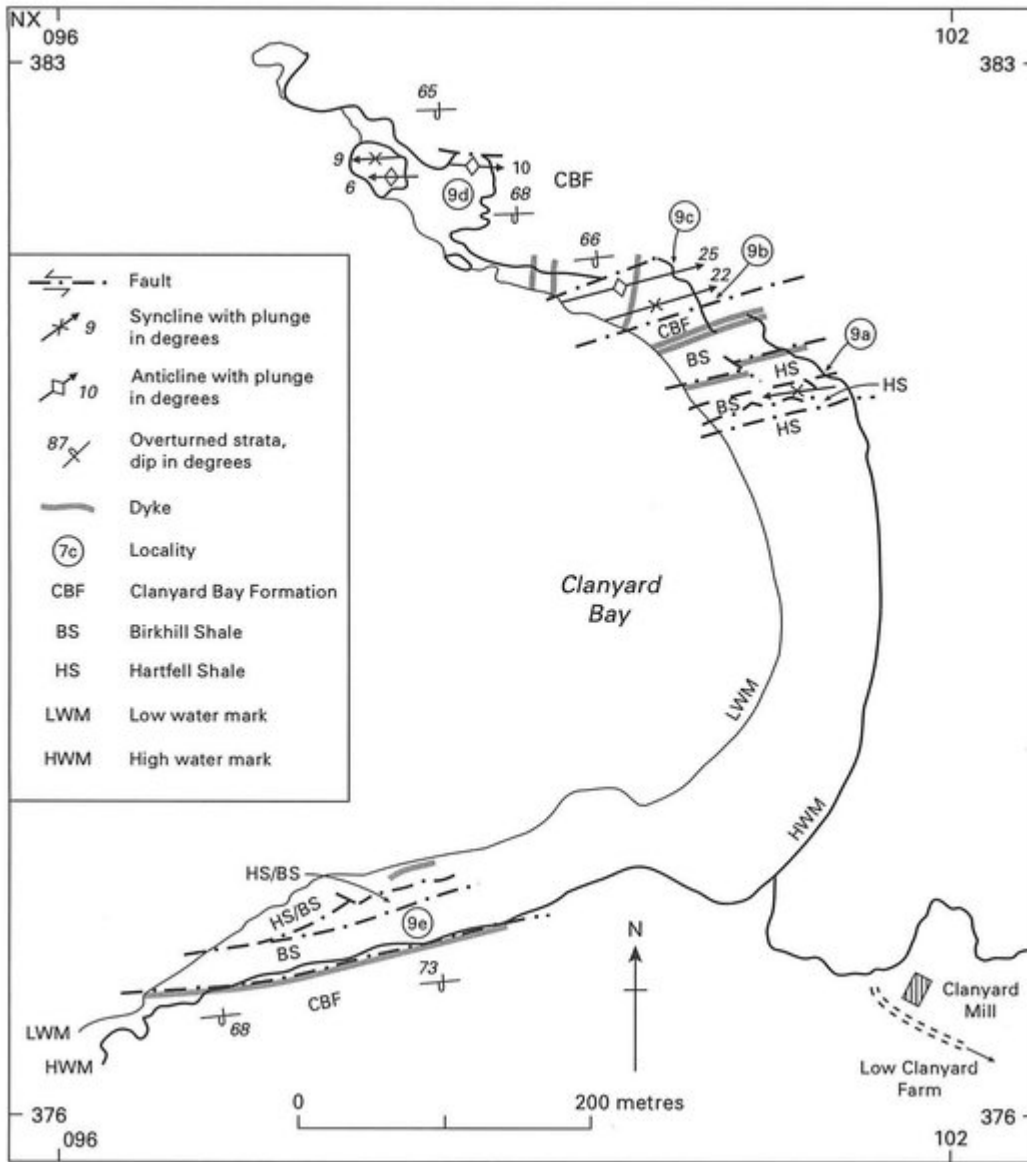 NX
096
102
383
383
65
9
6
10
9d
CBF
68
66
9c
25
9b
22
CBF
BS
9a
HS
HS
BS
HS
Fault
9
Syncline with plunge
in degrees
10
Anticline with plunge
in degrees
87
Overturned strata,
dip in degrees
Dyke
7c
Locality
CBF
Clanyard Bay Formation
BS
Birkhill Shale
HS
Hartfell Shale
LWM
Low water mark
HWM
High water mark
Clanyard
Bay
LWM
HWM
HS/BS
HS/BS
9e
BS
73
CBF
68
LWM
HWM
N
Clanyard
Mill
Low Clanyard
Farm
0
200 metres
376
376
096
102